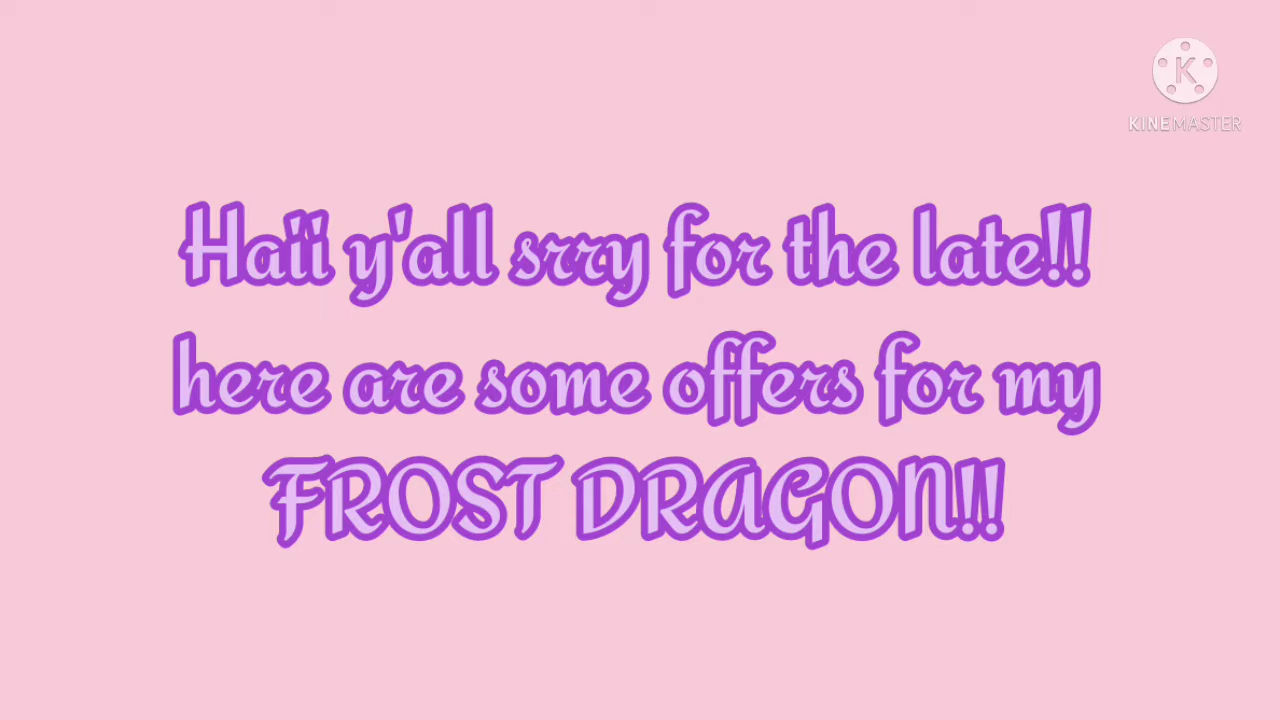 K
KINEMASTER
Haii y'all srry for the late!!
here are some offers for my
FROST DRAGON!!